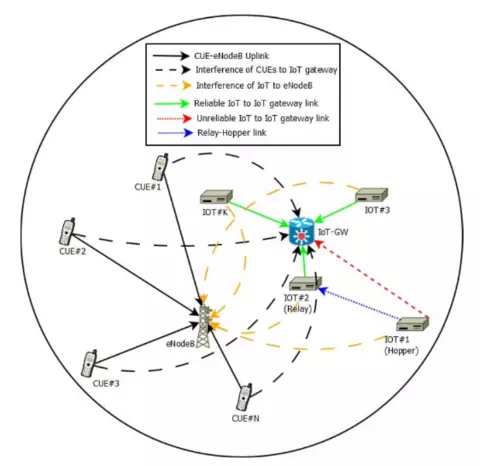 CUE-eNodeB Uplink
Interference of CUEs to IoT gateway
Interference of IoT to eNodeB
Reliable IoT to IoT gateway link
Unreliable IoT to IoT gateway link
Relay-Hopper link
CUE#1
IOT#K
IOT#3
IoT-GW
CUE#2
IOT#2
(Relay)
IOT#1
(Hopper)
eNodeB
CUE#3
CUE#N